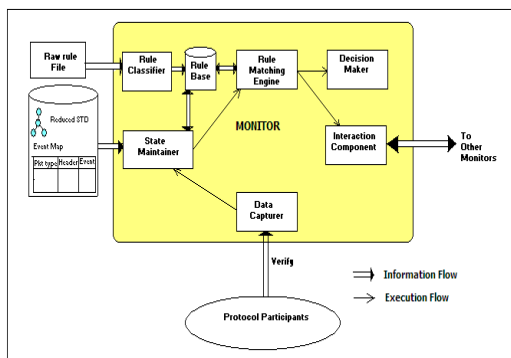 Raw rule
File
Rule
Classifier
Rule
Base
Rule
Matching
Engine
Decision
Maker
Reduced STD
Event Map
Pkt type Header Event
State
Maintainer
MONITOR
Interaction
Component
To
Other
Monitors
Data
Capturer
Verify
Information Flow
Execution Flow
Protocol Participants